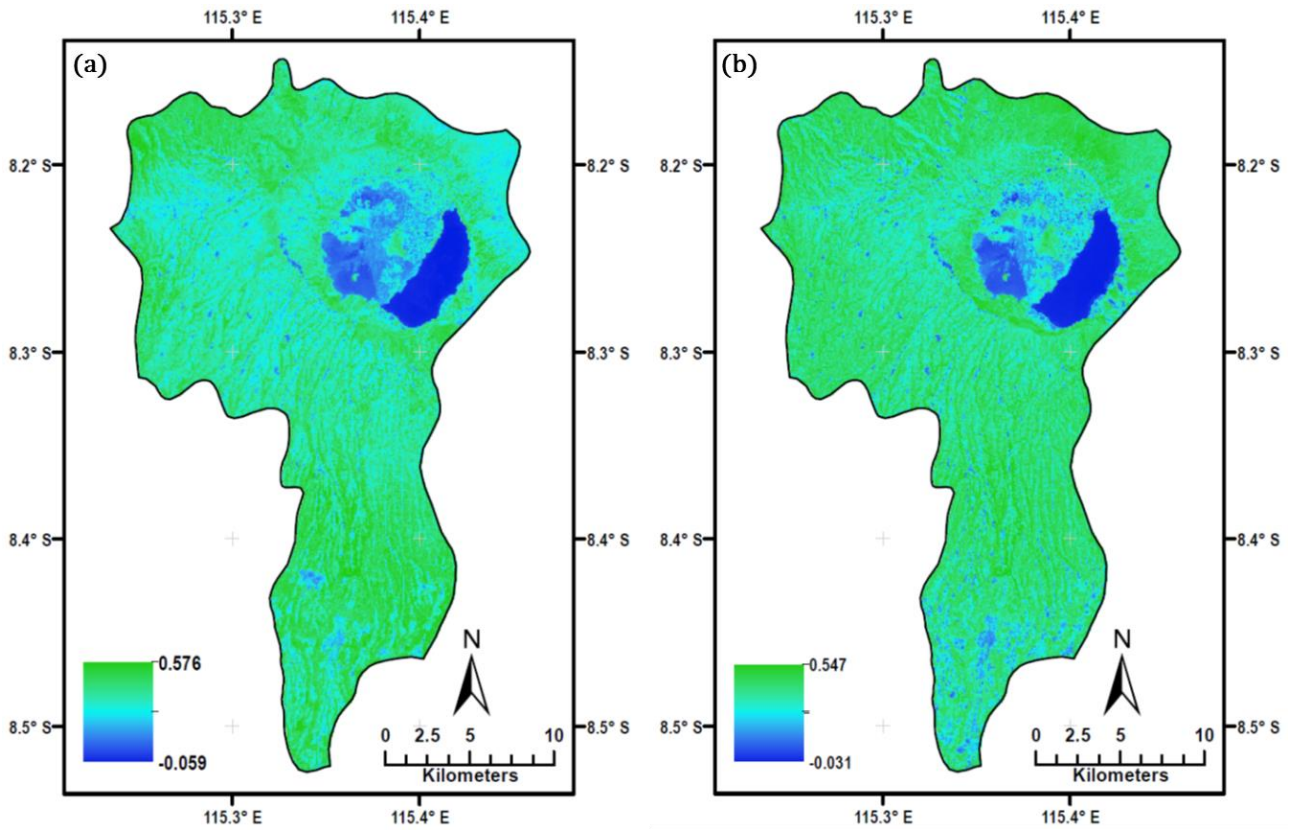 115.3° E 115.4° E
(a)
8.2° S
8.3° S
8.4° S
8.5° S
0.576
-0.059
N
0 2.5 5 10
Kilometers
115.3° E 115.4° E
115.3° E 115.4° E
(b)
8.2° S 8.2° S
8.3° S 8.3° S
8.4° S 8.4° S
8.5° S 8.5° S
0.547
-0.031
N
0 2.5 5 10
Kilometers
115.3° E 115.4° E